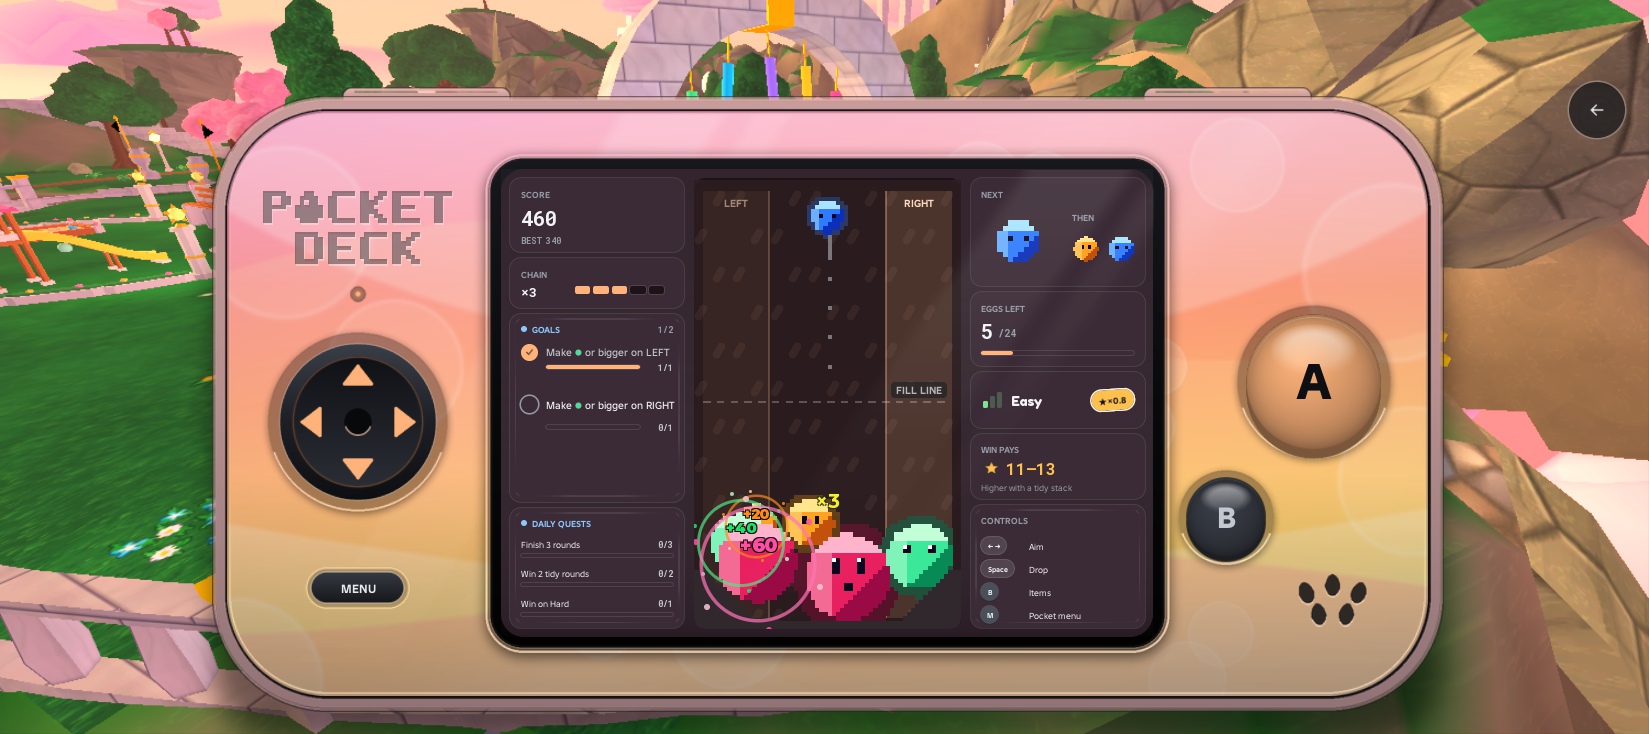 POCKET
DECK
MENU
SCORE
460
BEST 340
CHAIN
×3
GOALS 1/2
Make or bigger on LEFT
1/1
Make or bigger on RIGHT
0/1
DAILY QUESTS
Finish 3 rounds 0/3
Win 2 tidy rounds 0/2
Win on Hard 0/1
LEFT
RIGHT
FILL LINE
×3
+20
+40
+60
NEXT
THEN
EGGS LEFT
5 /24
Easy ★×0.8
WIN PAYS
★ 11–13
Higher with a tidy stack
CONTROLS
←→ Aim
Space Drop
B Items
M Pocket menu
A
B
←